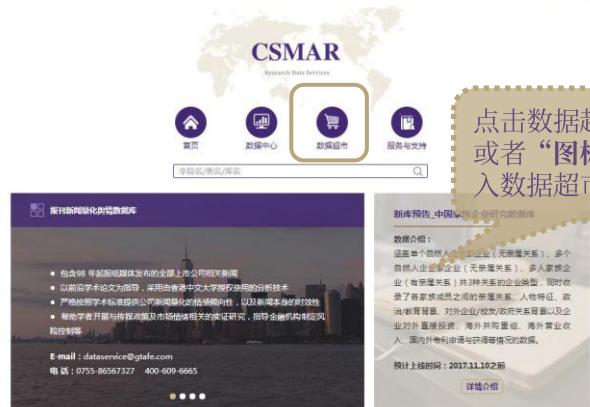 CSMAR
Research Data Services
首页
数据中心
数据超市
服务与支持
字段名/表名/库名
点击数据超
或者“图标
入数据超市
报刊新闻量化舆情数据库
包含98 年起报纸媒体发布的全部上市公司相关新闻
以前沿学术论文为指导，采用由香港中文大学授权使用的分析技术
严格按照学术标准提供公司新闻量化的情感倾向性，以及新闻本身的时效性
帮助学者开展与传媒政策及市场情绪相关的实证研究，指导金融机构制定风
险控制等
E-mail：dataservice@gtafe.com
电 话：0755-86567327 400-609-6665
新库预告_中国家族企业研究数据库
数据介绍：
涵盖单个自然人企业（无亲属关系）、多个
自然人企业家企业（无亲属关系）、多人家族企
业（有亲属关系）共3种关系的企业类型，同时收
录了各家族成员之间的亲属关系、人物特征、政
治/教育背景、对外企业/校友/政府关系背景以及企
业对外直接投资、海外并购重组、海外营业收
入、国内外专利申请与获得等情况的数据。
预计上线时间：2017.11.10之前
详情介绍